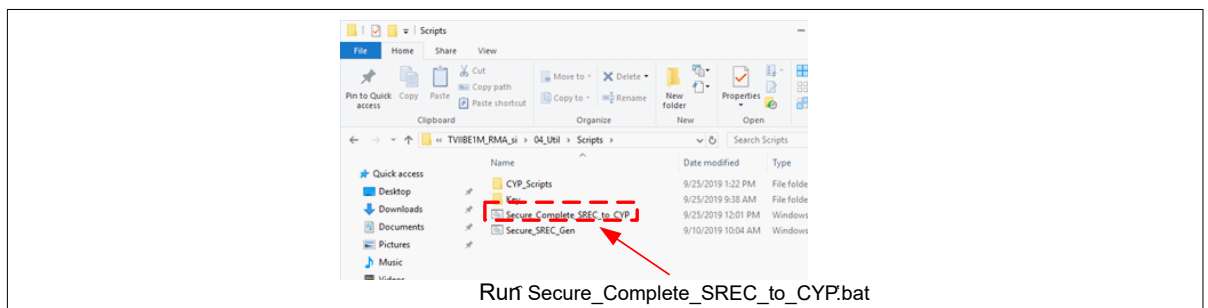 Scripts
File Home Share View
Pin to Quick access
Copy
Paste
Cut
Copy path
Paste shortcut
Move to
Copy to
Delete
Rename
New folder
Properties
Clipboard Organize New Open
« TVIIBE1M_RMA_si > 04_Util > Scripts >
Search Scripts
Name Date modified Type
Quick access
Desktop
Downloads
Documents
Pictures
Music
Videos
CYP_Scripts 9/25/2019 1:22 PM File folde
Key 9/25/2019 9:38 AM File folde
Secure_Complete_SREC_to_CYP 9/25/2019 12:01 PM Windows
Secure_SREC_Gen 9/10/2019 10:04 AM Windows
Run Secure_Complete_SREC_to_CYP.bat